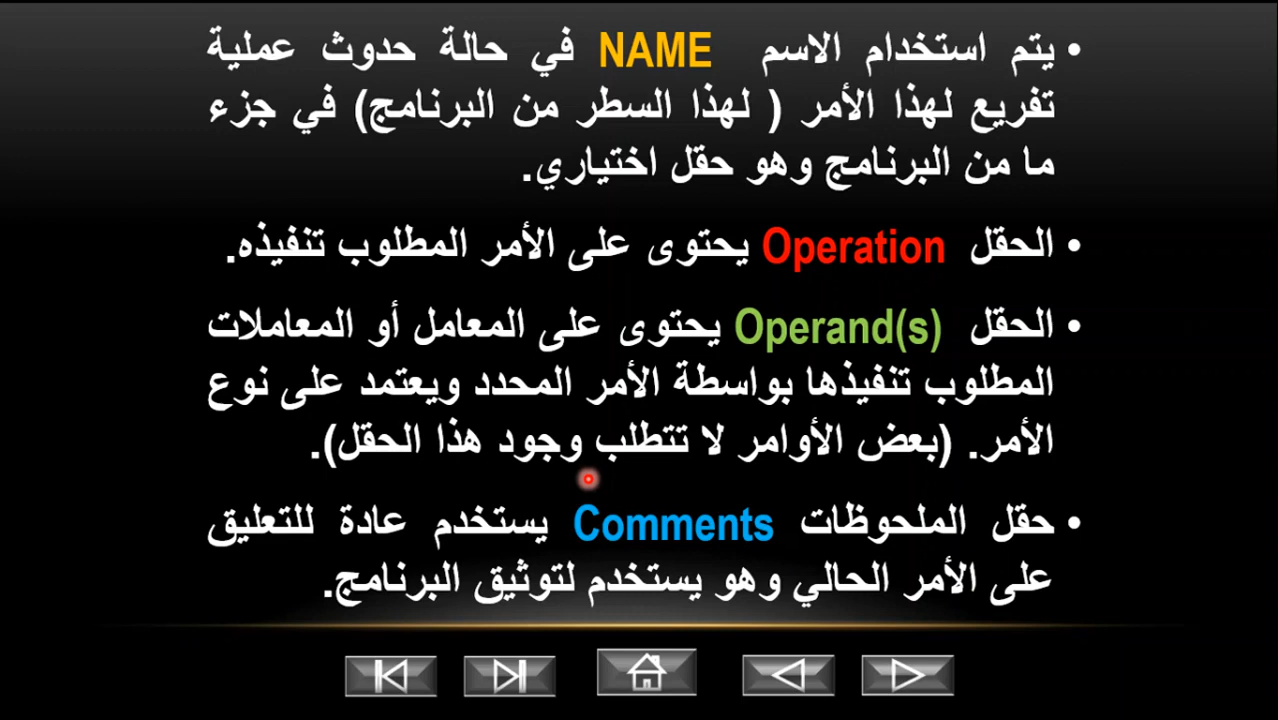 • يتم استخدام الاسم NAME في حالة حدوث عملية
تفريع لهذا الأمر ( لهذا السطر من البرنامج) في جزء
ما من البرنامج وهو حقل اختياري.
• الحقل Operation يحتوى على الأمر المطلوب تنفيذه.
• الحقل Operand(s) يحتوى على المعامل أو المعاملات
المطلوب تنفيذها بواسطة الأمر المحدد ويعتمد على نوع
الأمر. (بعض الأوامر لا تتطلب وجود هذا الحقل).
• حقل الملحوظات Comments يستخدم عادة للتعليق
على الأمر الحالي وهو يستخدم لتوثيق البرنامج.